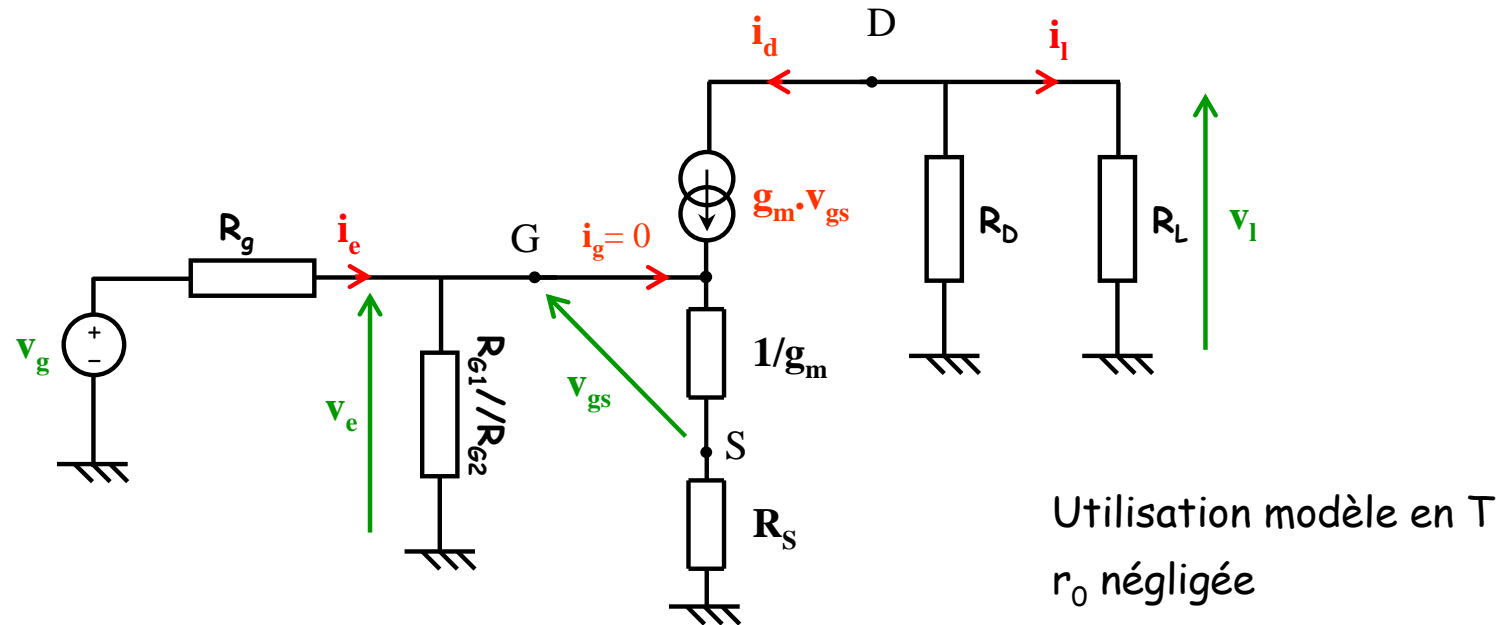 D
i_d
i_l
g_m.v_gs
R_D
R_L
v_l
R_g
i_e
G
i_g= 0
+
−
v_g
v_e
R_G1//R_G2
v_gs
1/g_m
S
R_S
Utilisation modèle en T
r_0 négligée